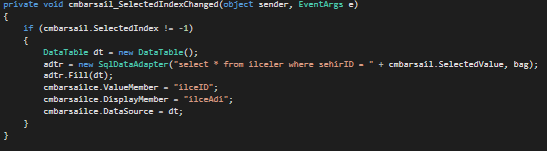 private void cmbarsail_SelectedIndexChanged(object sender, EventArgs e)
{
if (cmbarsail.SelectedIndex != -1)
{
DataTable dt = new DataTable();
adtr = new SqlDataAdapter("select * from ilceler where sehirID = " + cmbarsail.SelectedValue, bag);
adtr.Fill(dt);
cmbarsailce.ValueMember = "ilceID";
cmbarsailce.DisplayMember = "ilceAdi";
cmbarsailce.DataSource = dt;
}
}